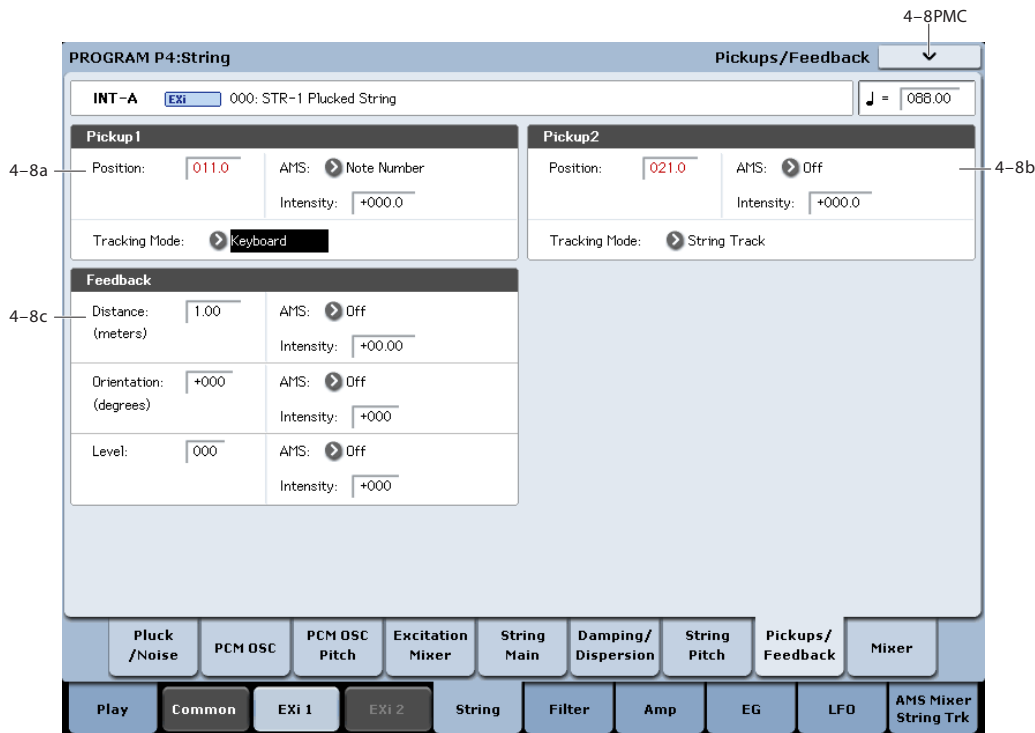 4–8PMC
PROGRAM P4:String
Pickups/Feedback
INT-A
EXi
000: STR-1 Plucked String
♩ = 088.00
Pickup1
Pickup2
4–8a
Position: 011.0
AMS: Note Number
Position: 021.0
AMS: Off
4–8b
Intensity: +000.0
Intensity: +000.0
Tracking Mode: Keyboard
Tracking Mode: String Track
Feedback
4–8c
Distance: 1.00
(meters)
AMS: Off
Intensity: +00.00
Orientation: +000
(degrees)
AMS: Off
Intensity: +000
Level: 000
AMS: Off
Intensity: +000
Pluck
/Noise
PCM OSC
PCM OSC
Pitch
Excitation
Mixer
String
Main
Damping/
Dispersion
String
Pitch
Pickups/
Feedback
Mixer
Play
Common
EXi 1
EXi 2
String
Filter
Amp
EG
LFO
AMS Mixer
String Trk